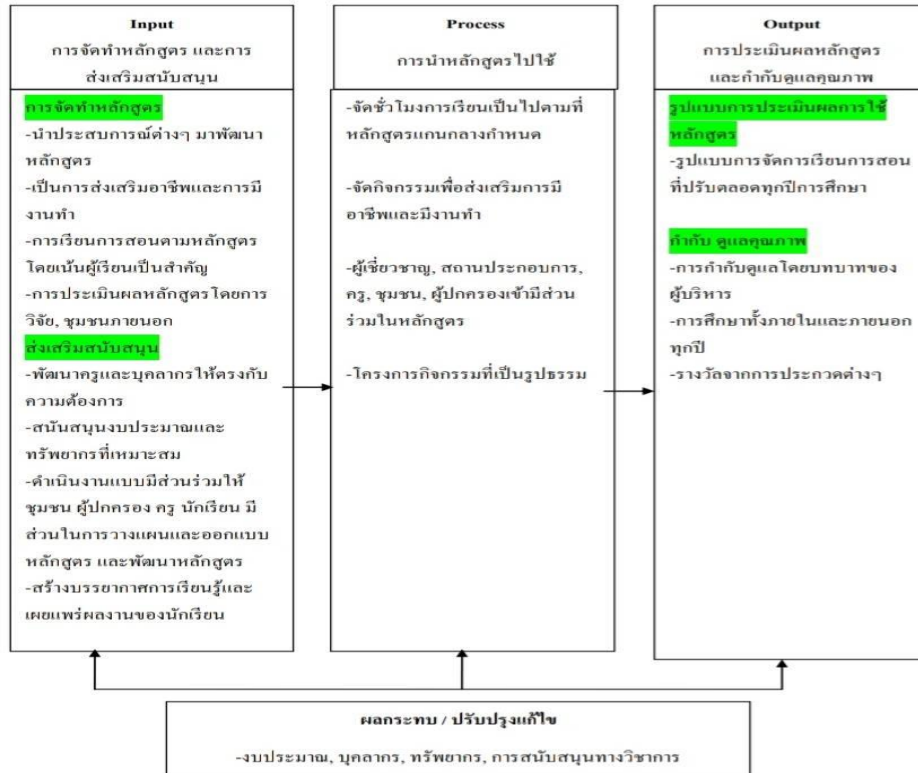 Input
การจัดทำหลักสูตร และการ
ส่งเสริมสนับสนุน
การจัดทำหลักสูตร
-นำประสบการณ์ต่างๆ มาพัฒนา
หลักสูตร
-เป็นการส่งเสริมอาชีพและการมี
งานทำ
-การเรียนการสอนตามหลักสูตร
โดยเน้นผู้เรียนเป็นสำคัญ
-การประเมินผลหลักสูตรโดยการ
วิจัย, ชุมชนภายนอก
ส่งเสริมสนับสนุน
-พัฒนาครูและบุคลากรให้ตรงกับ
ความต้องการ
-สนันสนุนงบประมาณและ
ทรัพยากรที่เหมาะสม
-ดำเนินงานแบบมีส่วนร่วมให้
ชุมชน ผู้ปกครอง ครู นักเรียน มี
ส่วนในการวางแผนและออกแบบ
หลักสูตร และพัฒนาหลักสูตร
-สร้างบรรยากาศการเรียนรู้และ
เผยแพร่ผลงานของนักเรียน
Process
การนำหลักสูตรไปใช้
-จัดชั่วโมงการเรียนเป็นไปตามที่
หลักสูตรแกนกลางกำหนด
-จัดกิจกรรมเพื่อส่งเสริมการมี
อาชีพและมีงานทำ
-ผู้เชี่ยวชาญ, สถานประกอบการ,
ครู, ชุมชน, ผู้ปกครองเข้ามีส่วน
ร่วมในหลักสูตร
-โครงการกิจกรรมที่เป็นรูปธรรม
Output
การประเมินผลหลักสูตร
และกำกับดูแลคุณภาพ
รูปแบบการประเมินผลการใช้
หลักสูตร
-รูปแบบการจัดการเรียนการสอน
ที่ปรับตลอดทุกปีการศึกษา
กำกับ ดูแลคุณภาพ
-การกำกับดูแลโดยบทบาทของ
ผู้บริหาร
-การศึกษาทั้งภายในและภายนอก
ทุกปี
-รางวัลจากการประกวดต่างๆ
ผลกระทบ / ปรับปรุงแก้ไข
-งบประมาณ, บุคลากร, ทรัพยากร, การสนับสนุนทางวิชาการ